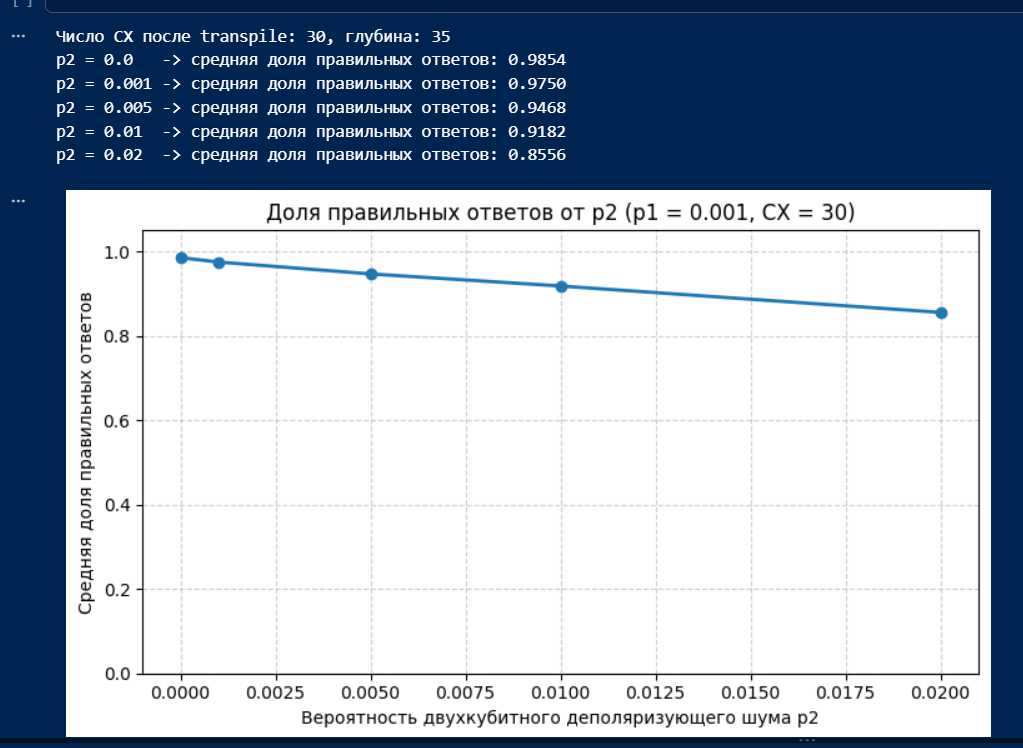 [ ]
... Число CX после transpile: 30, глубина: 35
p2 = 0.0 -> средняя доля правильных ответов: 0.9854
p2 = 0.001 -> средняя доля правильных ответов: 0.9750
p2 = 0.005 -> средняя доля правильных ответов: 0.9468
p2 = 0.01 -> средняя доля правильных ответов: 0.9182
p2 = 0.02 -> средняя доля правильных ответов: 0.8556
...
Доля правильных ответов от p2 (p1 = 0.001, CX = 30)
Средняя доля правильных ответов
1.0
0.8
0.6
0.4
0.2
0.0
0.0000 0.0025 0.0050 0.0075 0.0100 0.0125 0.0150 0.0175 0.0200
Вероятность двухкубитного деполяризующего шума p2
...